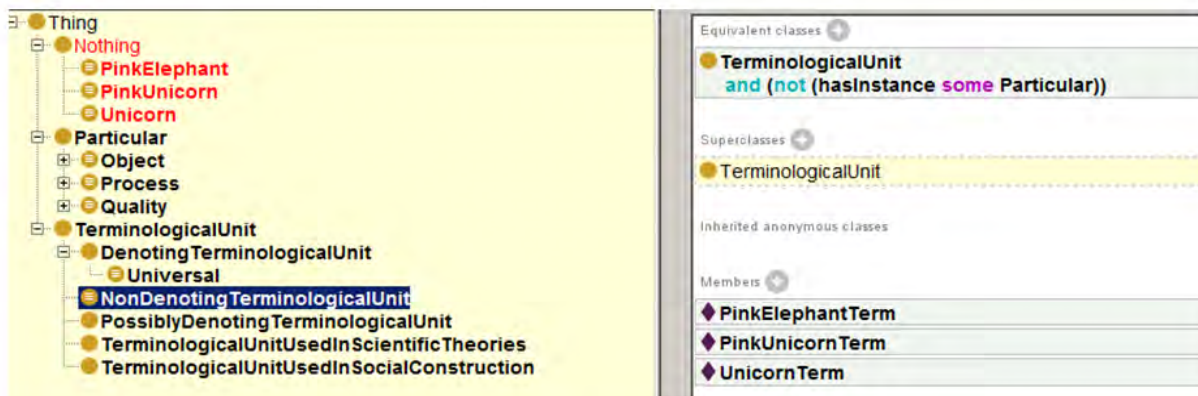 Thing
Nothing
PinkElephant
PinkUnicorn
Unicorn
Particular
Object
Process
Quality
TerminologicalUnit
DenotingTerminologicalUnit
Universal
NonDenotingTerminologicalUnit
PossiblyDenotingTerminologicalUnit
TerminologicalUnitUsedInScientificTheories
TerminologicalUnitUsedInSocialConstruction
Equivalent classes
TerminologicalUnit
and (not (hasInstance some Particular))
Superclasses
TerminologicalUnit
Inherited anonymous classes
Members
PinkElephantTerm
PinkUnicornTerm
UnicornTerm